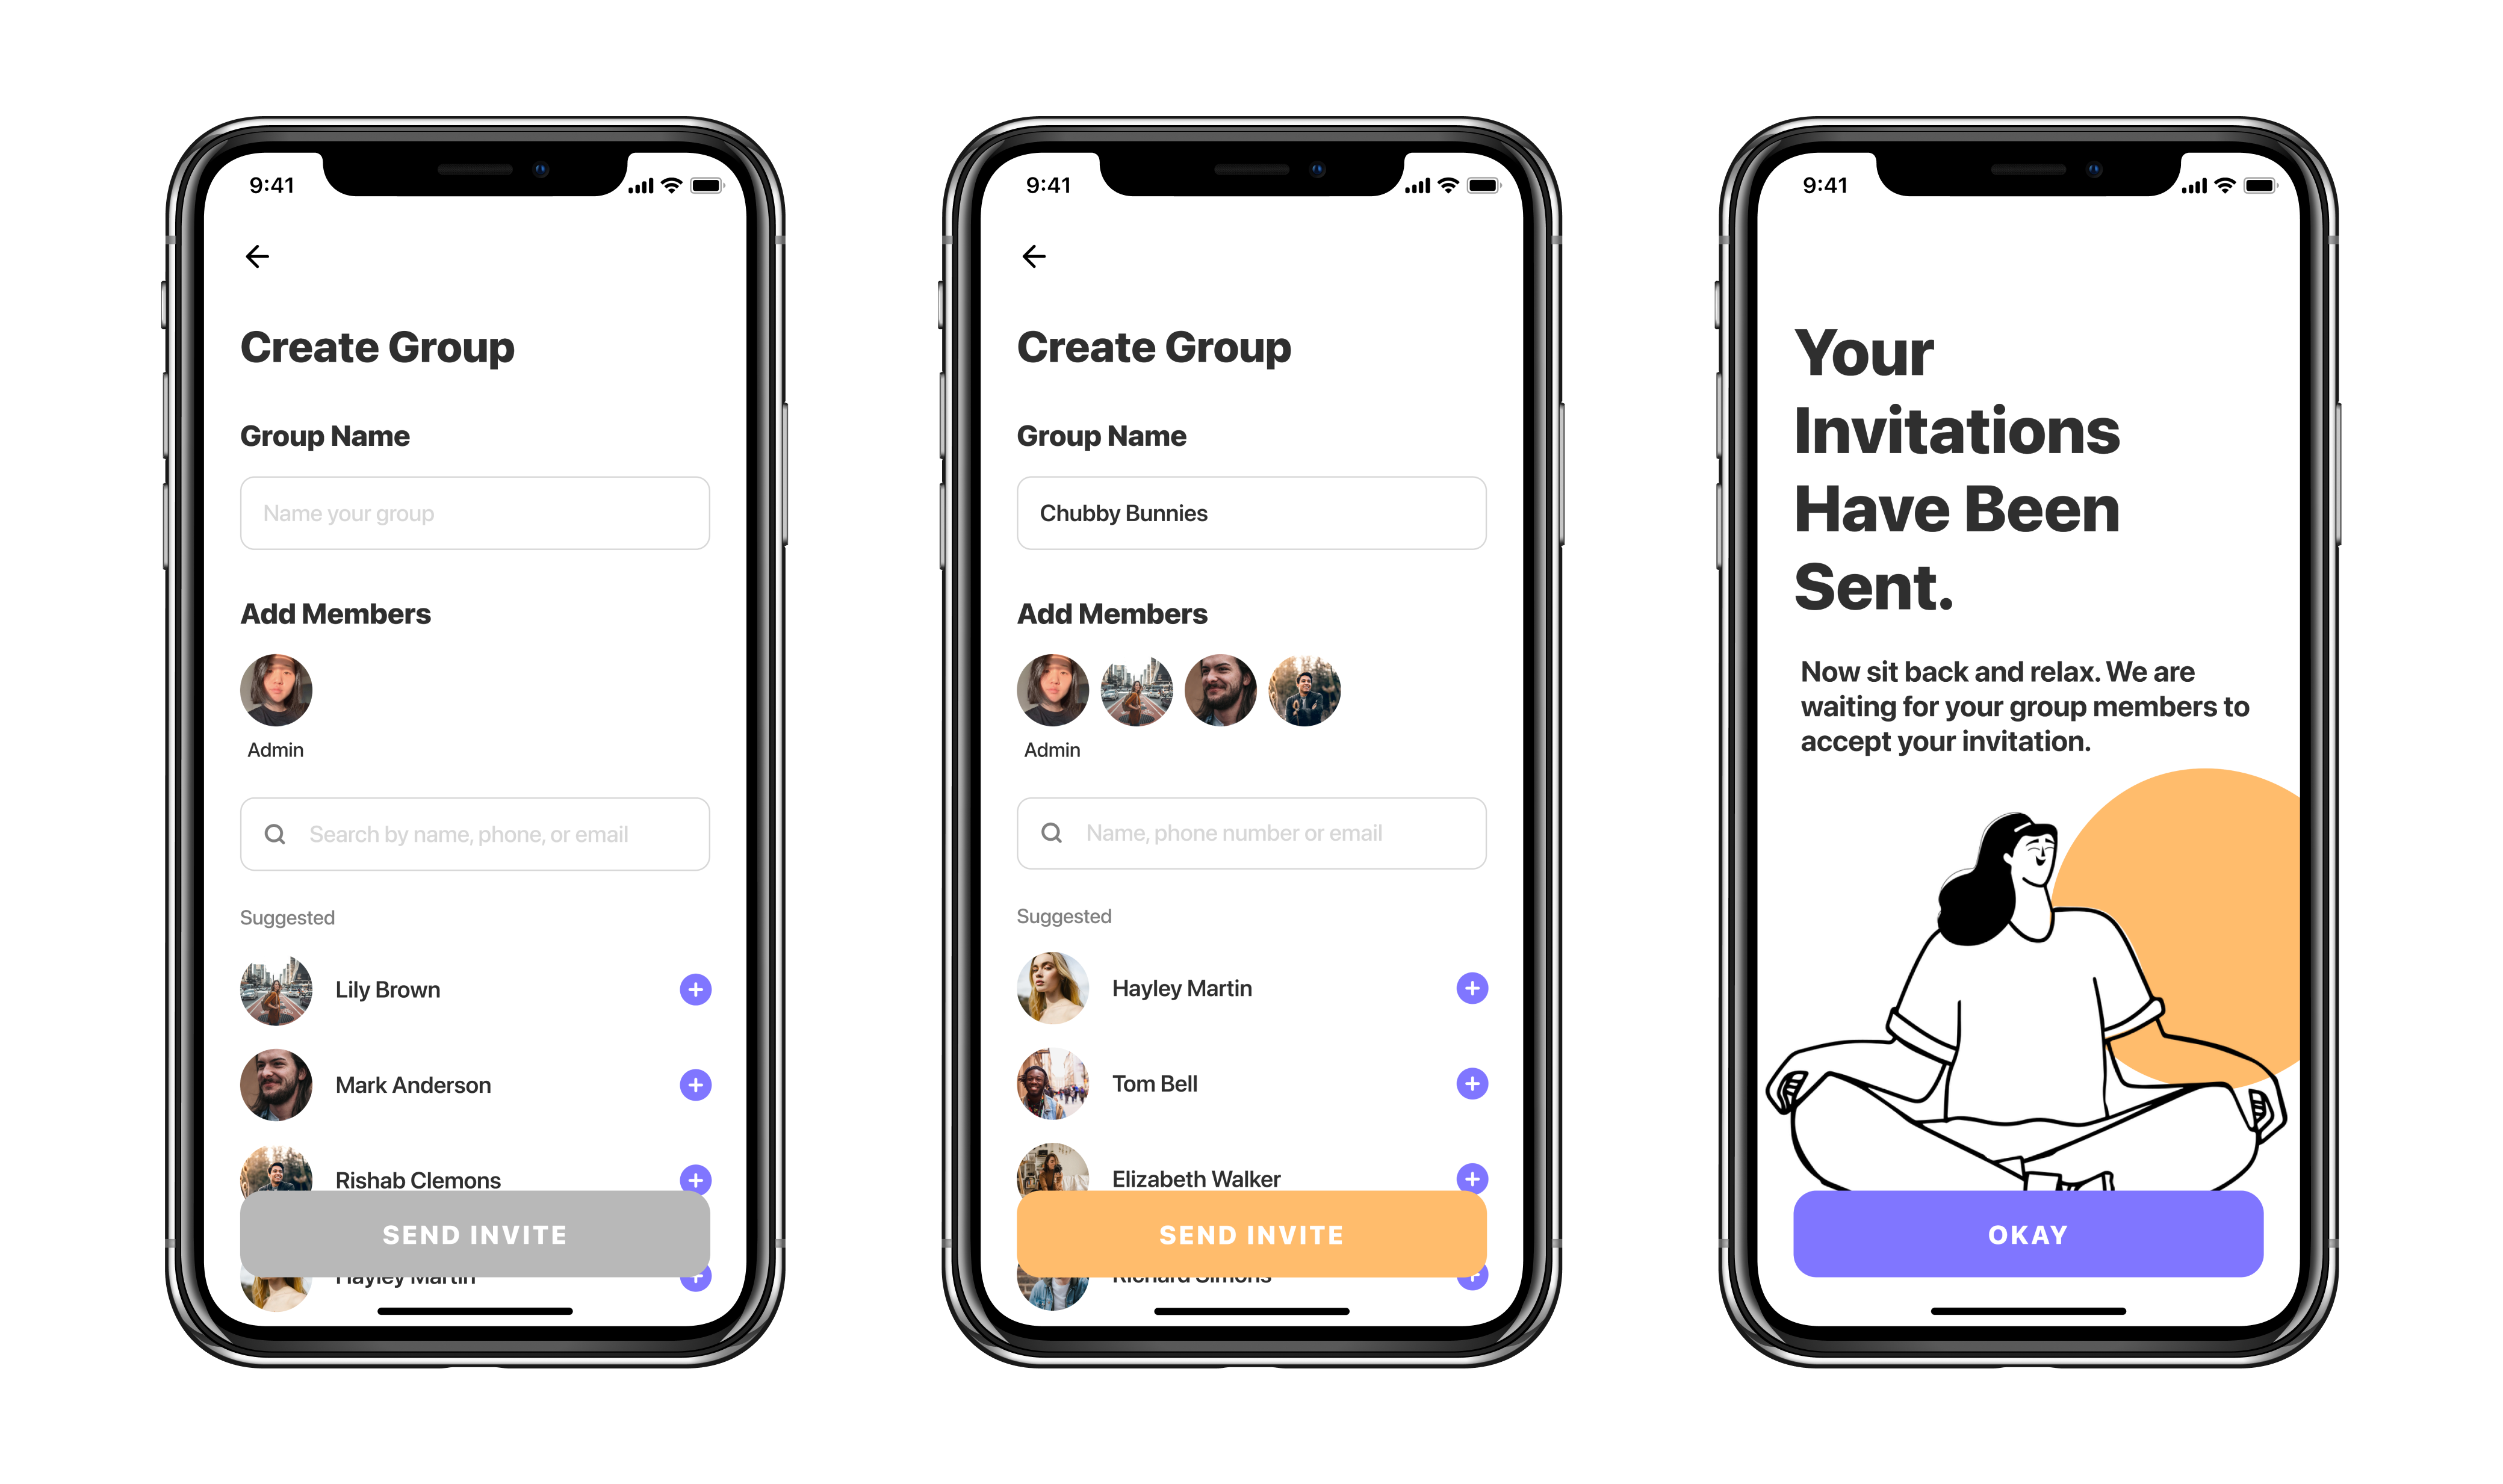 9:41
Create Group
Group Name
Name your group
Add Members
Admin
Search by name, phone, or email
Suggested
Lily Brown
Mark Anderson
Rishab Clemons
SEND INVITE
Hayley Martin
9:41
Create Group
Group Name
Chubby Bunnies
Add Members
Admin
Name, phone number or email
Suggested
Hayley Martin
Tom Bell
Elizabeth Walker
SEND INVITE
Richard Simons
9:41
Your
Invitations
Have Been
Sent.
Now sit back and relax. We are
waiting for your group members to
accept your invitation.
OKAY